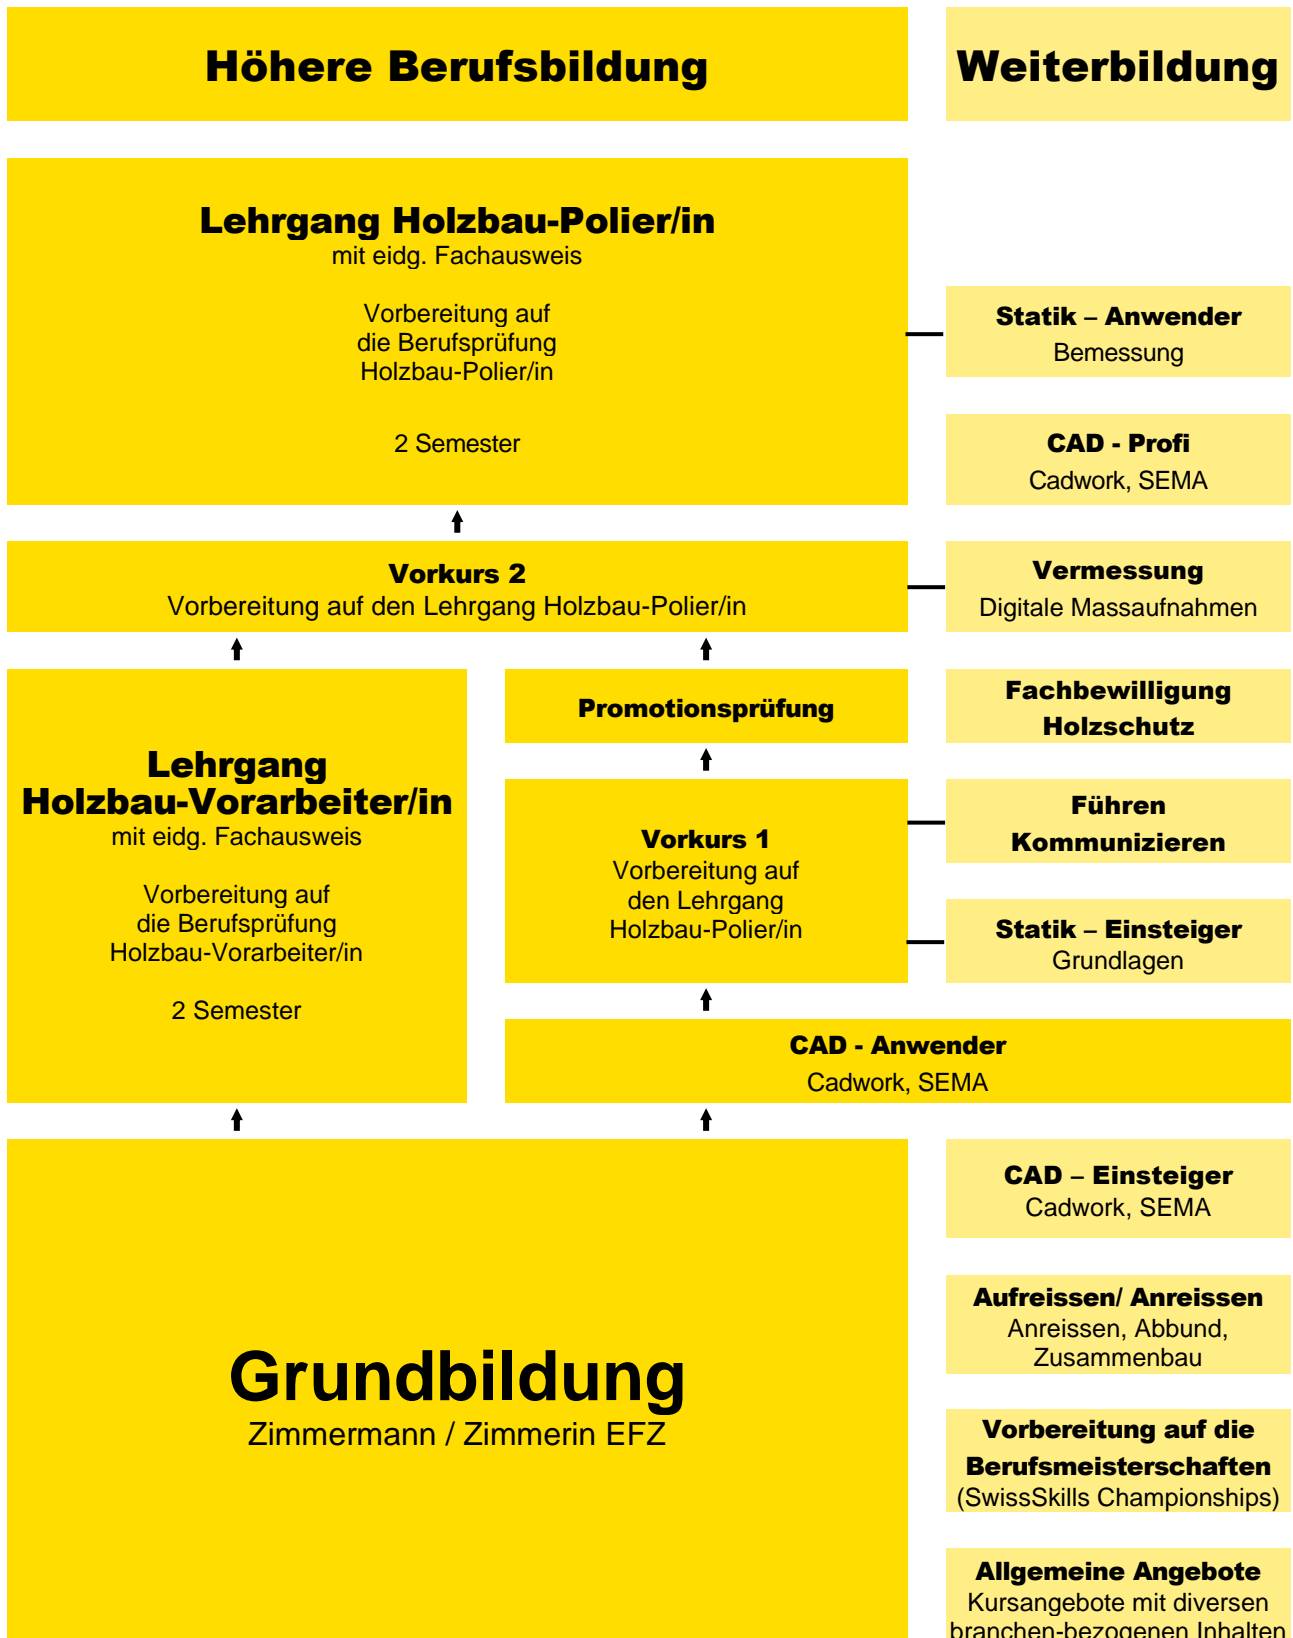 Höhere Berufsbildung
Weiterbildung
Lehrgang Holzbau-Polier/in
mit eidg. Fachausweis
Vorbereitung auf
die Berufsprüfung
Holzbau-Polier/in
2 Semester
Statik – Anwender
Bemessung
CAD - Profi
Cadwork, SEMA
Vorkurs 2
Vorbereitung auf den Lehrgang Holzbau-Polier/in
Vermessung
Digitale Massaufnahmen
Lehrgang
Holzbau-Vorarbeiter/in
mit eidg. Fachausweis
Vorbereitung auf
die Berufsprüfung
Holzbau-Vorarbeiter/in
2 Semester
Promotionsprüfung
Fachbewilligung
Holzschutz
Vorkurs 1
Vorbereitung auf
den Lehrgang
Holzbau-Polier/in
Führen
Kommunizieren
Statik – Einsteiger
Grundlagen
CAD - Anwender
Cadwork, SEMA
Grundbildung
Zimmermann / Zimmerin EFZ
CAD – Einsteiger
Cadwork, SEMA
Aufreissen/ Anreissen
Anreissen, Abbund,
Zusammenbau
Vorbereitung auf die
Berufsmeisterschaften
(SwissSkills Championships)
Allgemeine Angebote
Kursangebote mit diversen
branchen-bezogenen Inhalten